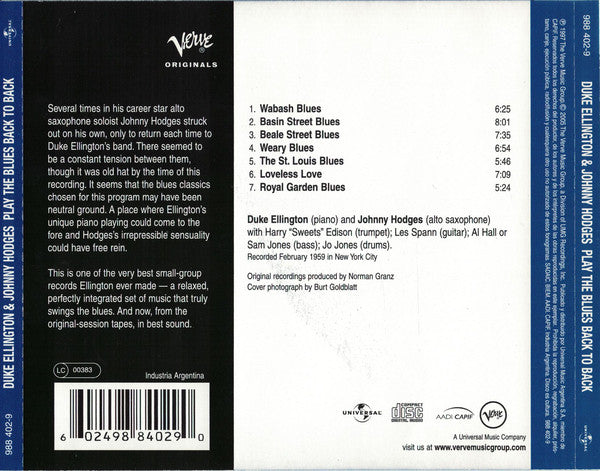 UNIVERSAL
DUKE ELLINGTON & JOHNNY HODGES PLAY THE BLUES BACK TO BACK
988 402-9
Verve
ORIGINALS
Several times in his career star alto
saxophone soloist Johnny Hodges struck
out on his own, only to return each time to
Duke Ellington's band. There seemed to
be a constant tension between them,
though it was old hat by the time of this
recording. It seems that the blues classics
chosen for this program may have been
neutral ground. A place where Ellington's
unique piano playing could come to the
fore and Hodges's irrepressible sensuality
could have free rein.
This is one of the very best small-group
records Ellington ever made — a relaxed,
perfectly integrated set of music that truly
swings the blues. And now, from the
original-session tapes, in best sound.
LC 00383
Industria Argentina
6 02498 84029 0
1. Wabash Blues 6:25
2. Basin Street Blues 8:01
3. Beale Street Blues 7:35
4. Weary Blues 6:54
5. The St. Louis Blues 5:46
6. Loveless Love 7:09
7. Royal Garden Blues 5:24
Duke Ellington (piano) and Johnny Hodges (alto saxophone)
with Harry "Sweets" Edison (trumpet); Les Spann (guitar); Al Hall or
Sam Jones (bass); Jo Jones (drums).
Recorded February 1959 in New York City
Original recordings produced by Norman Granz
Cover photograph by Burt Goldblatt
UNIVERSAL
COMPACT
disc
DIGITAL AUDIO
AADI CAPIF
Verve
A Universal Music Company
visit us at www.vervemusicgroup.com
988 402-9
DUKE ELLINGTON & JOHNNY HODGES PLAY THE BLUES BACK TO BACK
UNIVERSAL